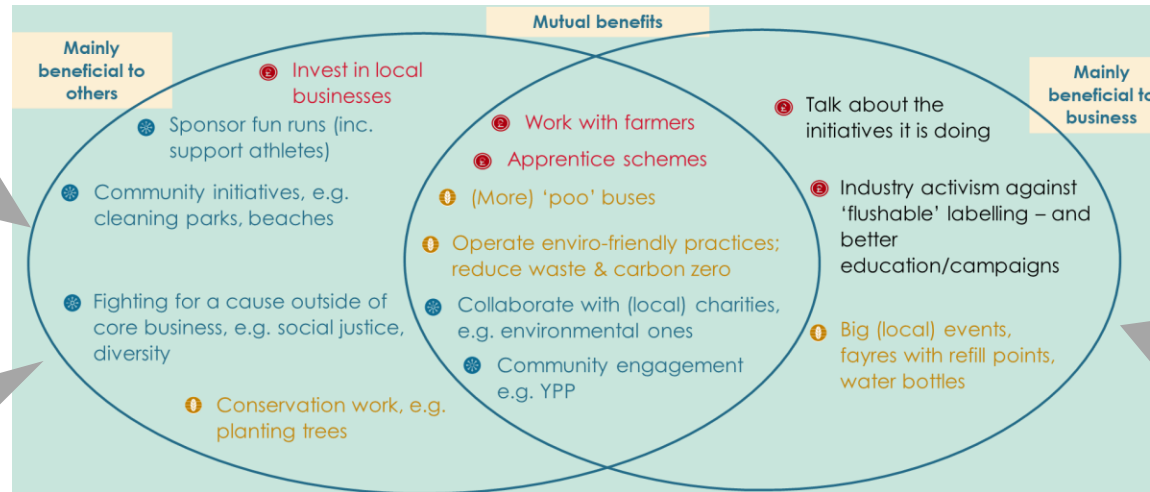 Mutual benefits
Mainly
beneficial to
others
Invest in local
businesses
Sponsor fun runs (inc.
support athletes)
Community initiatives, e.g.
cleaning parks, beaches
Fighting for a cause outside of
core business, e.g. social justice,
diversity
Conservation work, e.g.
planting trees
Work with farmers
Apprentice schemes
(More) ‘poo’ buses
Operate enviro-friendly practices;
reduce waste & carbon zero
Collaborate with (local) charities,
e.g. environmental ones
Community engagement
e.g. YPP
Mainly
beneficial to
business
Talk about the
initiatives it is doing
Industry activism against
‘flushable’ labelling – and
better
education/campaigns
Big (local) events,
fayres with refill points,
water bottles